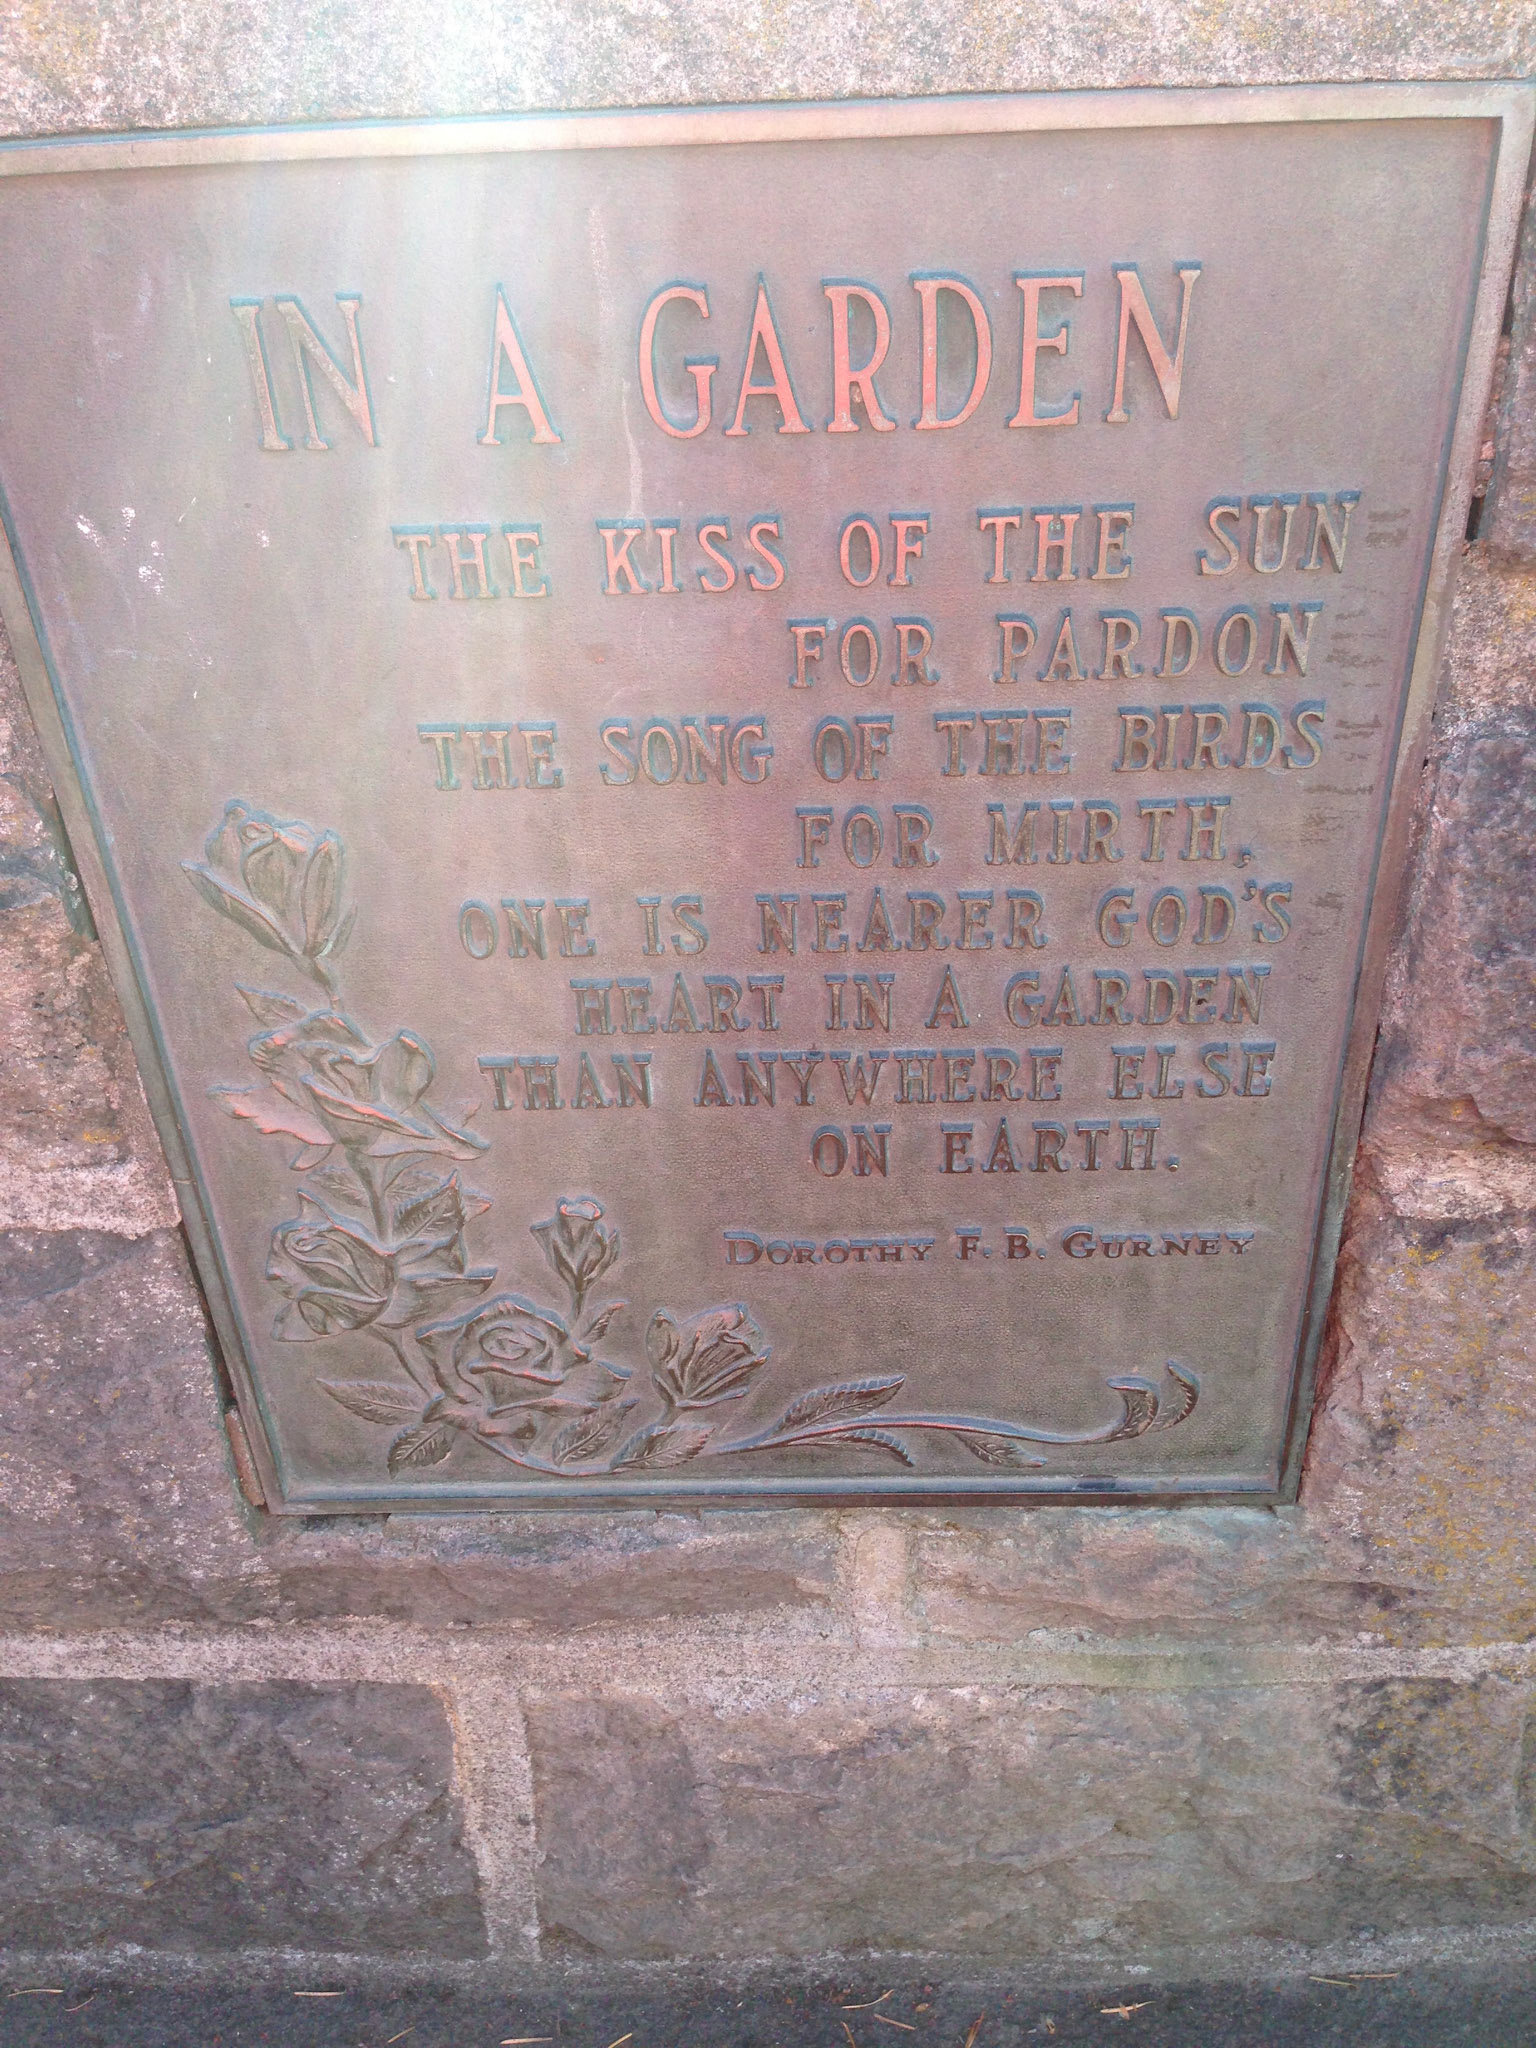 IN A GARDEN
THE KISS OF THE SUN
FOR PARDON
THE SONG OF THE BIRDS
FOR MIRTH,
ONE IS NEARER GOD'S
HEART IN A GARDEN
THAN ANYWHERE ELSE
ON EARTH.
DOROTHY F. B. GURNEY